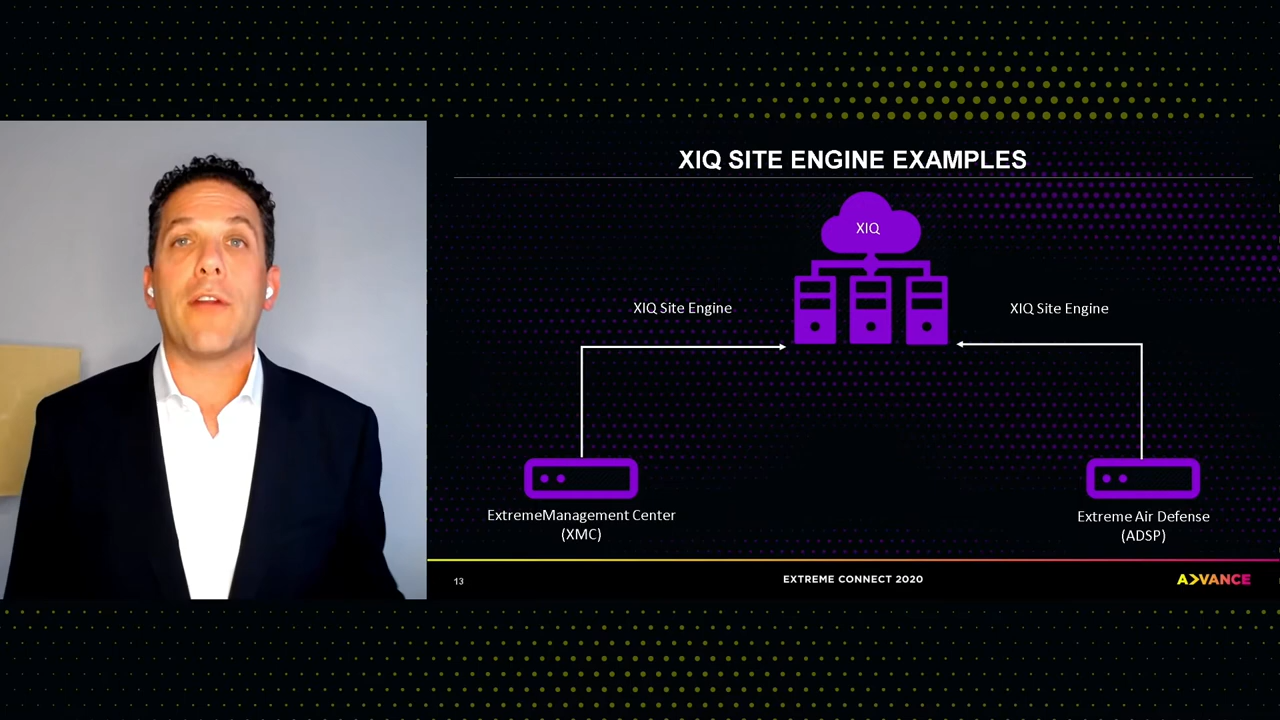 XIQ SITE ENGINE EXAMPLES
XIQ
XIQ Site Engine
XIQ Site Engine
ExtremeManagement Center
(XMC)
Extreme Air Defense
(ADSP)
13
EXTREME CONNECT 2020
ADVANCE